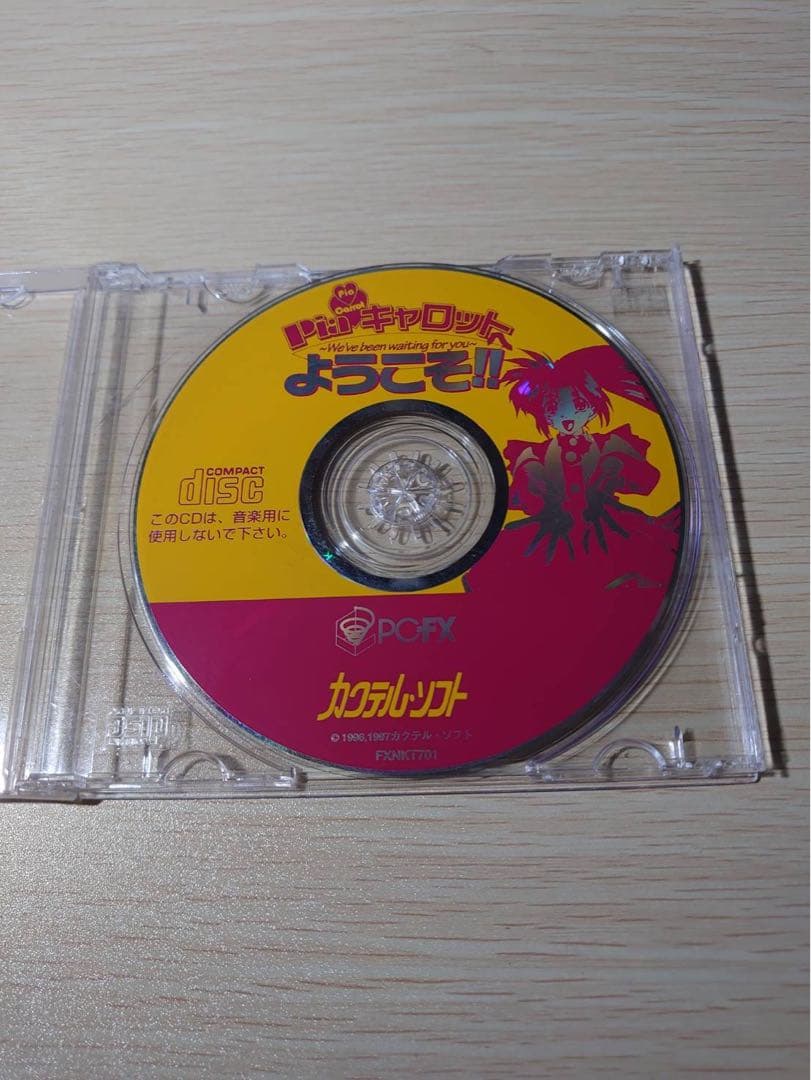 Pia
Carrot
Pia♥キャロットへ
~We've been waiting for you~
ようこそ!!
COMPACT
disc
このCDは、音楽用に
使用しないで下さい。
PC-FX
カクテル・ソフト
© 1996,1997カクテル・ソフト
FXNKT701